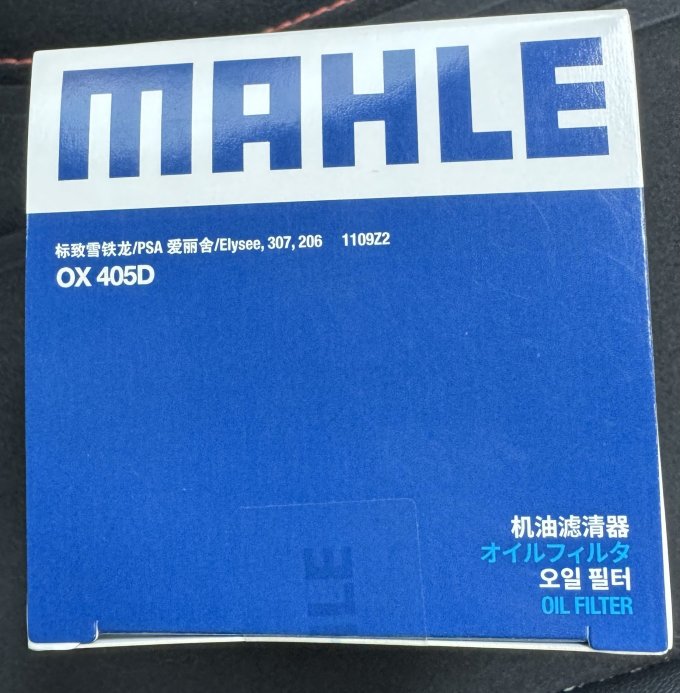 MAHLE
标致雪铁龙/PSA 爱丽舍/Elysee, 307, 206 1109Z2
OX 405D
机油滤清器
オイルフィルタ
오일 필터
OIL FILTER